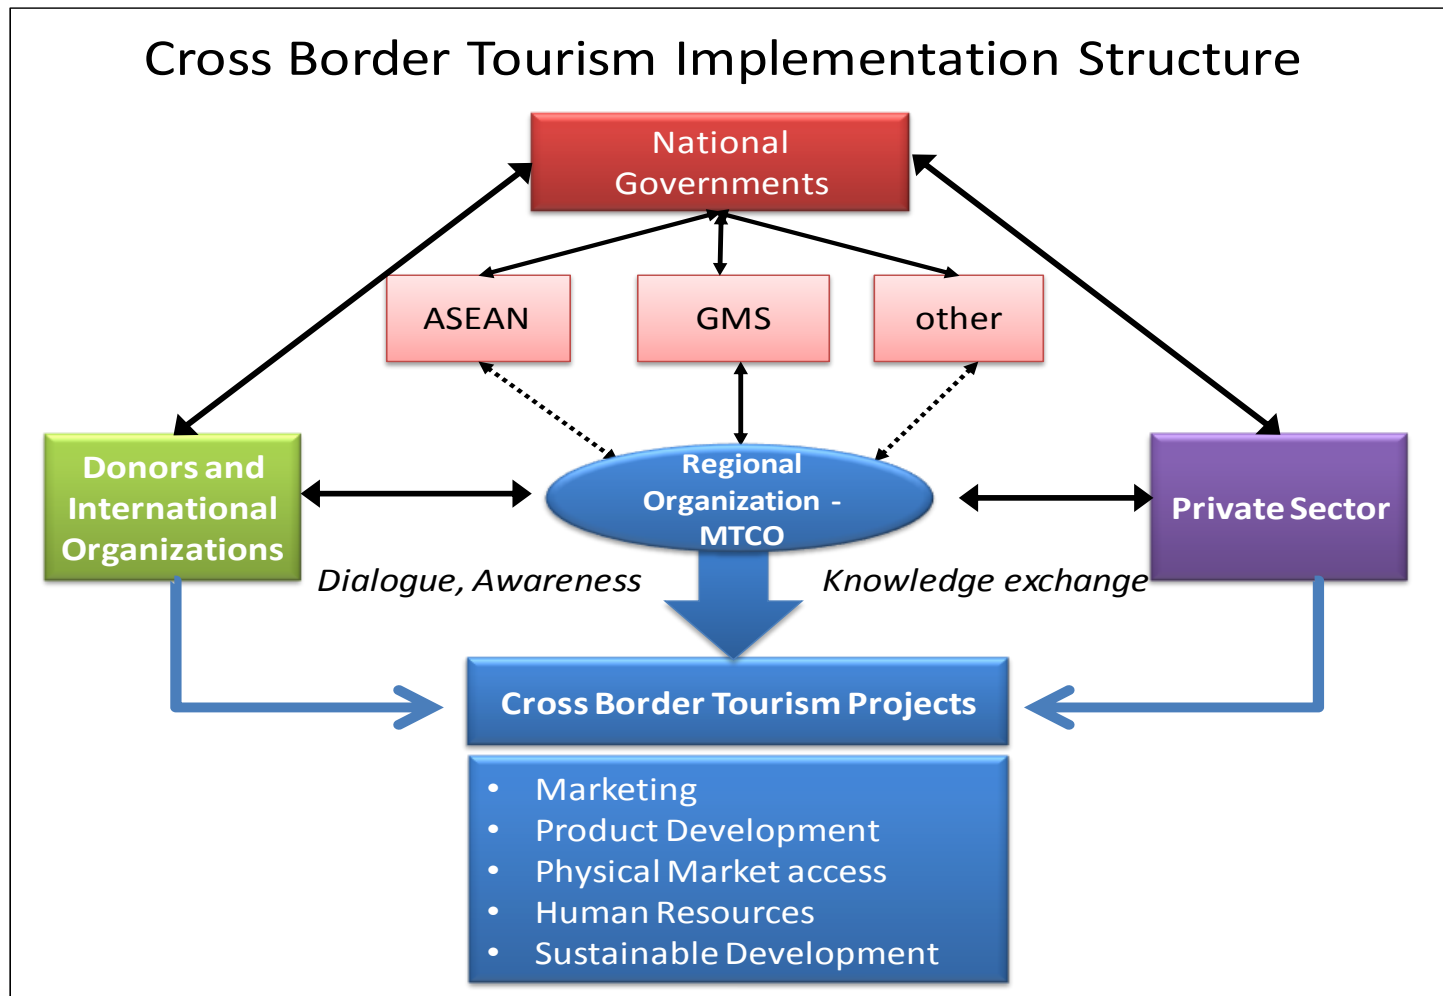 Cross Border Tourism Implementation Structure
National
Governments
ASEAN
GMS
other
Donors and
International
Organizations
Regional
Organization -
MTCO
Private Sector
Dialogue, Awareness
Knowledge exchange
Cross Border Tourism Projects
• Marketing
• Product Development
• Physical Market access
• Human Resources
• Sustainable Development